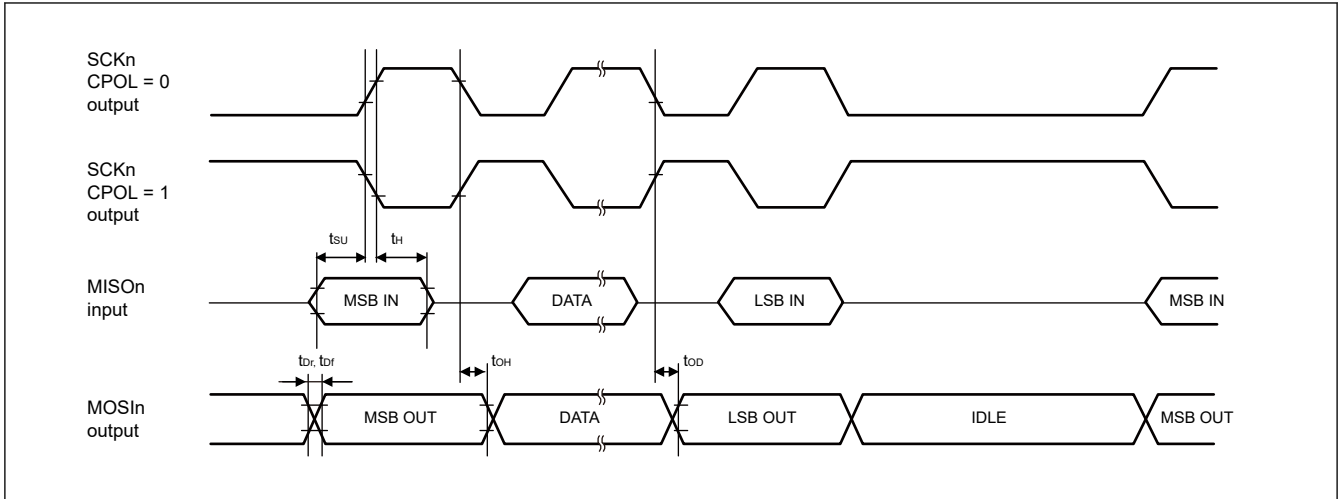 SCKn
CPOL = 0
output
SCKn
CPOL = 1
output
tSU
tH
MISOn
input
MSB IN
DATA
LSB IN
MSB IN
tDr, tDf
tOH
tOD
MOSIn
output
MSB OUT
DATA
LSB OUT
IDLE
MSB OUT